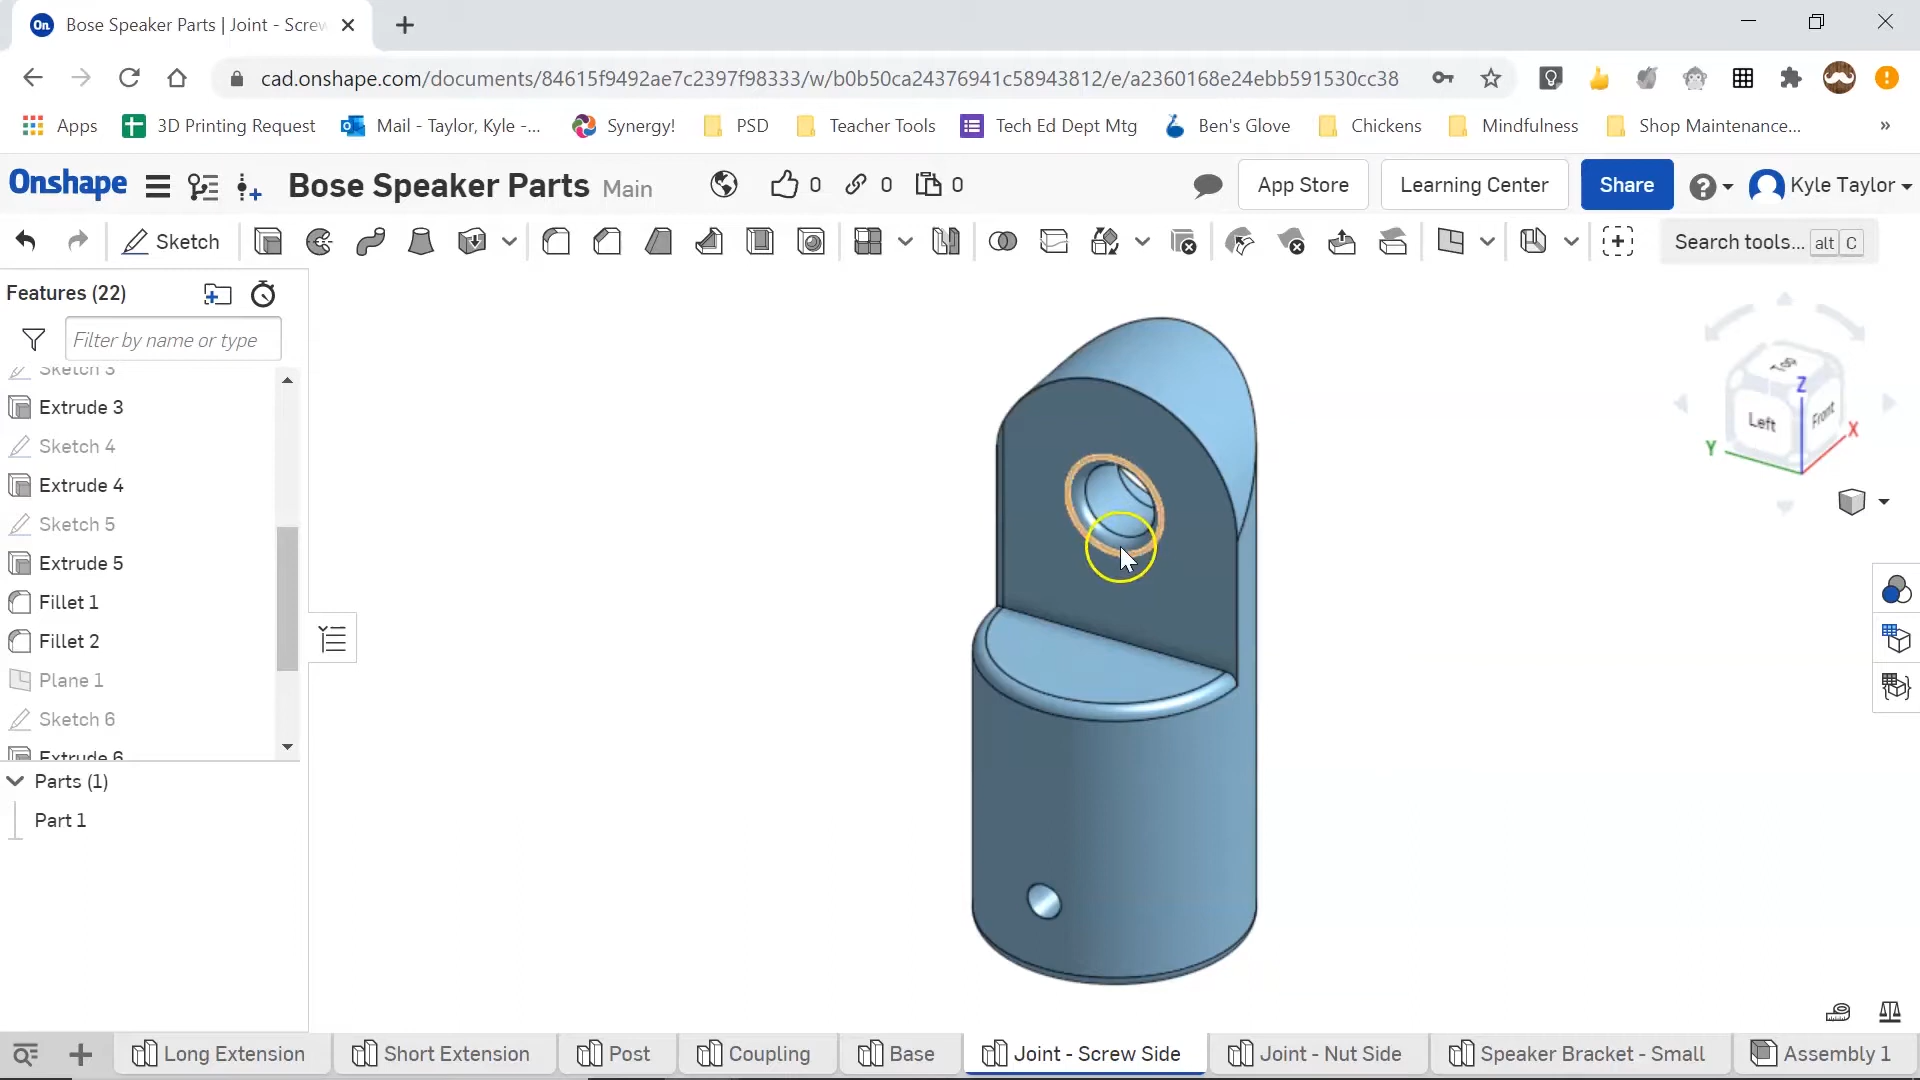 Bose Speaker Parts | Joint - Screw
cad.onshape.com/documents/84615f9492ae7c2397f98333/w/b0b50ca24376941c58943812/e/a2360168e24ebb591530cc38
Apps 3D Printing Request Mail - Taylor, Kyle -... Synergy! PSD Teacher Tools Tech Ed Dept Mtg Ben's Glove Chickens Mindfulness Shop Maintenance... »
Onshape Bose Speaker Parts Main 0 0 0 App Store Learning Center Share Kyle Taylor
Sketch Search tools... alt C
Features (22)
Filter by name or type
Sketch 3
Extrude 3
Sketch 4
Extrude 4
Sketch 5
Extrude 5
Fillet 1
Fillet 2
Plane 1
Sketch 6
Extrude 6
Parts (1)
Part 1
Top
Z
Left Front
X
Y
Long Extension Short Extension Post Coupling Base Joint - Screw Side Joint - Nut Side Speaker Bracket - Small Assembly 1